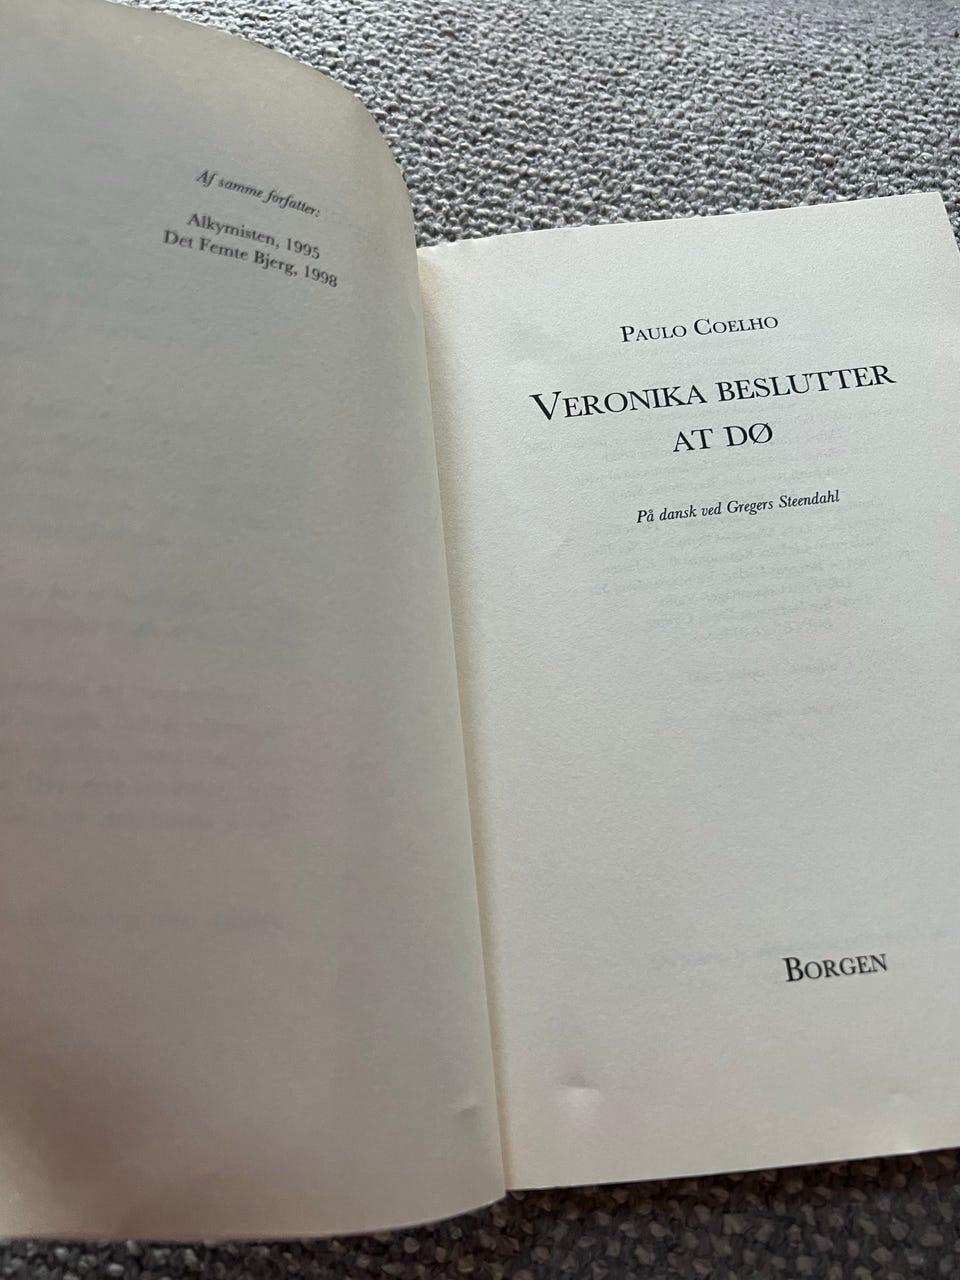 Af samme forfatter:
Alkymisten, 1995
Det Femte Bjerg, 1998
PAULO COELHO
VERONIKA BESLUTTER
AT DØ
På dansk ved Gregers Steendahl
BORGEN